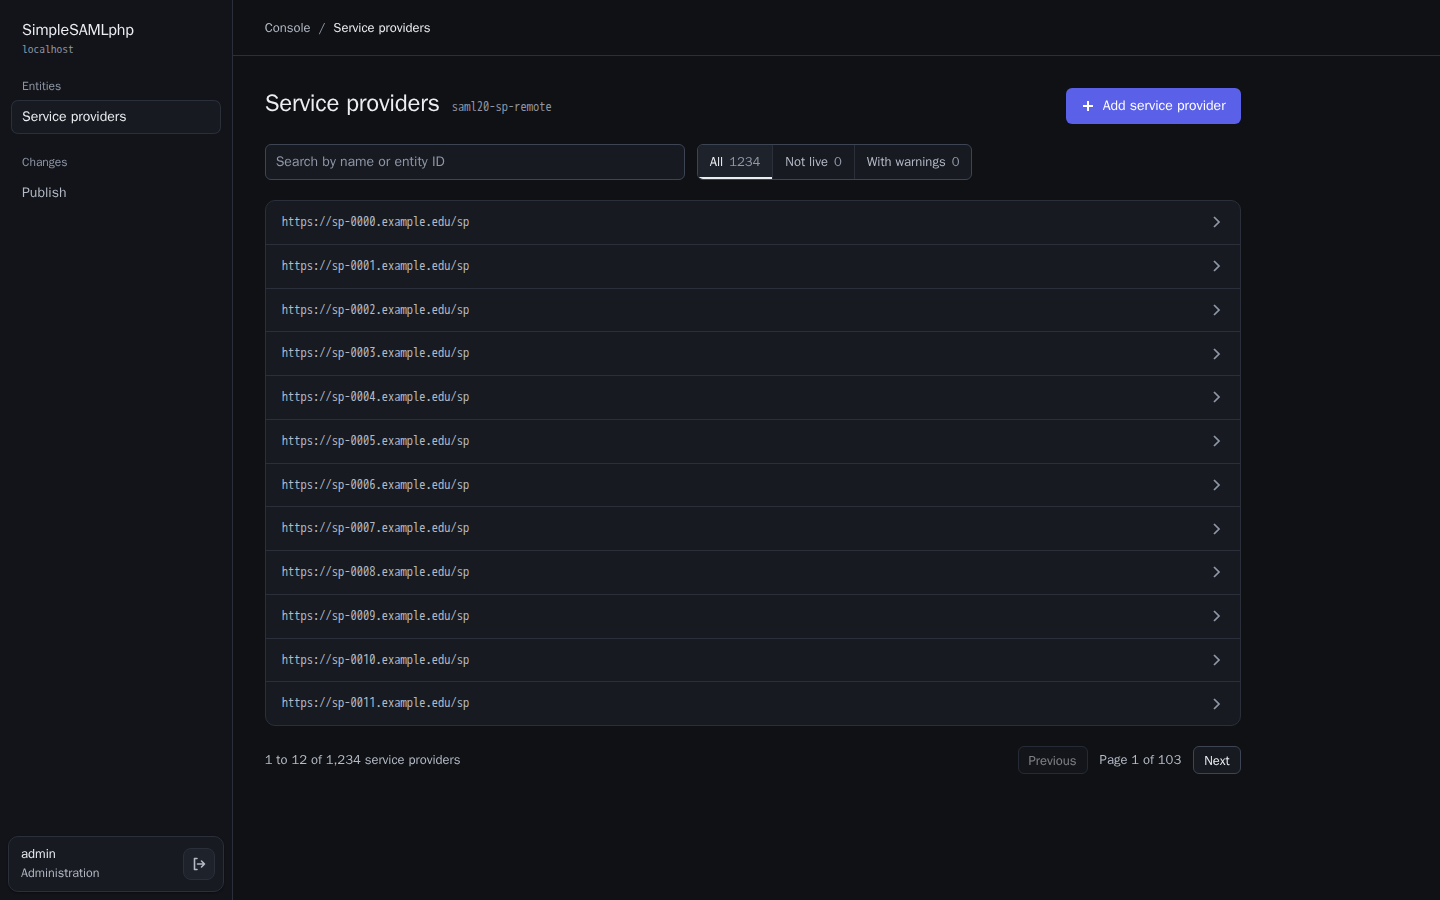 SimpleSAMLphp
localhost
Entities
Service providers
Changes
Publish
admin
Administration
Console / Service providers
Service providers saml20-sp-remote
Add service provider
Search by name or entity ID
All 1234 Not live 0 With warnings 0
https://sp-0000.example.edu/sp
https://sp-0001.example.edu/sp
https://sp-0002.example.edu/sp
https://sp-0003.example.edu/sp
https://sp-0004.example.edu/sp
https://sp-0005.example.edu/sp
https://sp-0006.example.edu/sp
https://sp-0007.example.edu/sp
https://sp-0008.example.edu/sp
https://sp-0009.example.edu/sp
https://sp-0010.example.edu/sp
https://sp-0011.example.edu/sp
1 to 12 of 1,234 service providers
Previous Page 1 of 103 Next